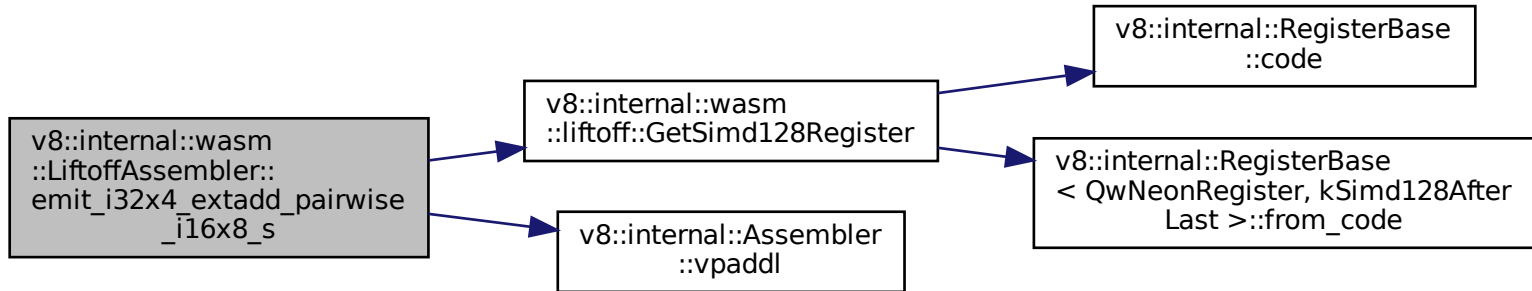 v8::internal::wasm
::LiftoffAssembler::
emit_i32x4_extadd_pairwise
_i16x8_s
v8::internal::wasm
::liftoff::GetSimd128Register
v8::internal::Assembler
::vpaddl
v8::internal::RegisterBase
::code
v8::internal::RegisterBase
< QwNeonRegister, kSimd128After
Last >::from_code